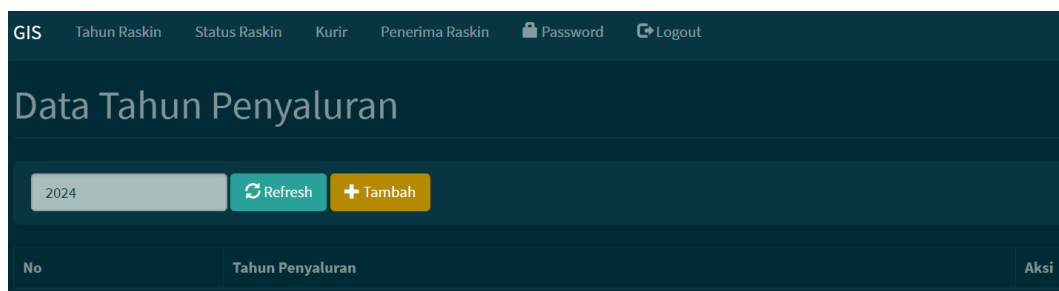 GIS Tahun Raskin Status Raskin Kurir Penerima Raskin Password Logout
Data Tahun Penyaluran
2024 Refresh Tambah
No Tahun Penyaluran Aksi